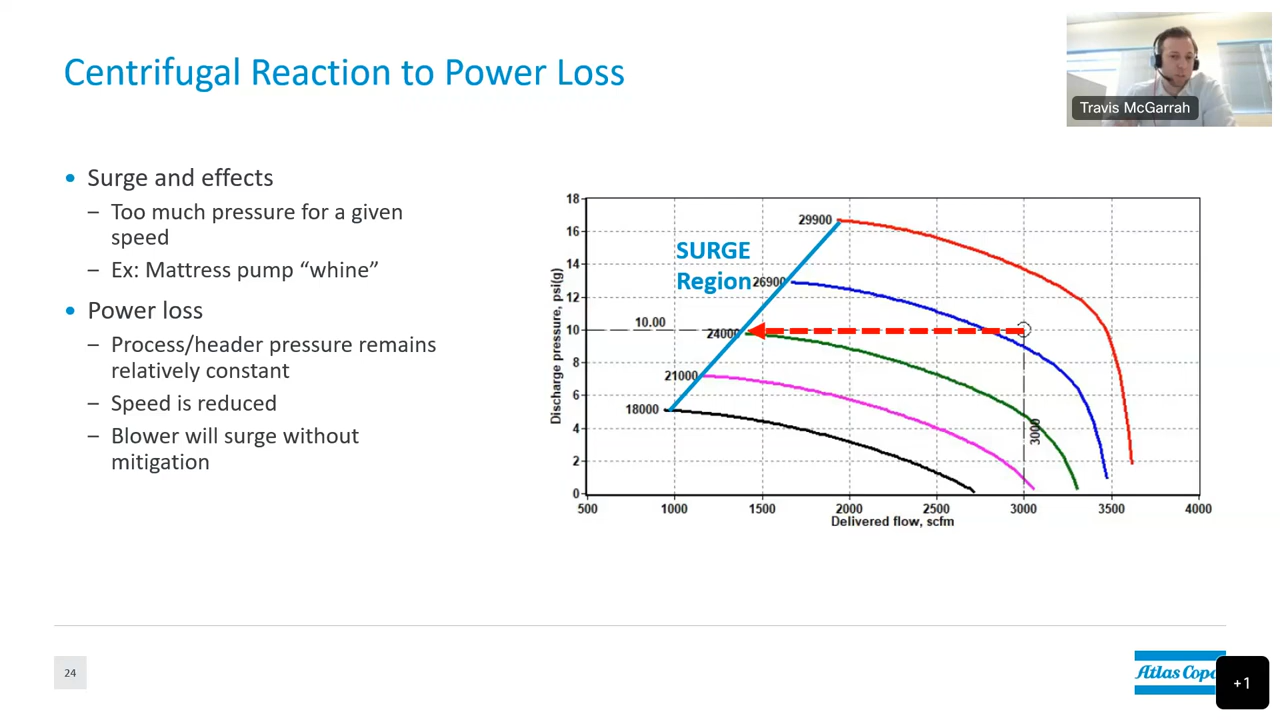 Centrifugal Reaction to Power Loss
Travis McGarrah
• Surge and effects
– Too much pressure for a given
speed
– Ex: Mattress pump “whine”
• Power loss
– Process/header pressure remains
relatively constant
– Speed is reduced
– Blower will surge without
mitigation
Discharge pressure, psi(g)
18
16
14
12
10
8
6
4
2
0
29900
SURGE
Region
26900
10.00
24000
21000
18000
3000
500
1000
1500
2000
2500
3000
3500
4000
Delivered flow, scfm
24
Atlas Copc
+1